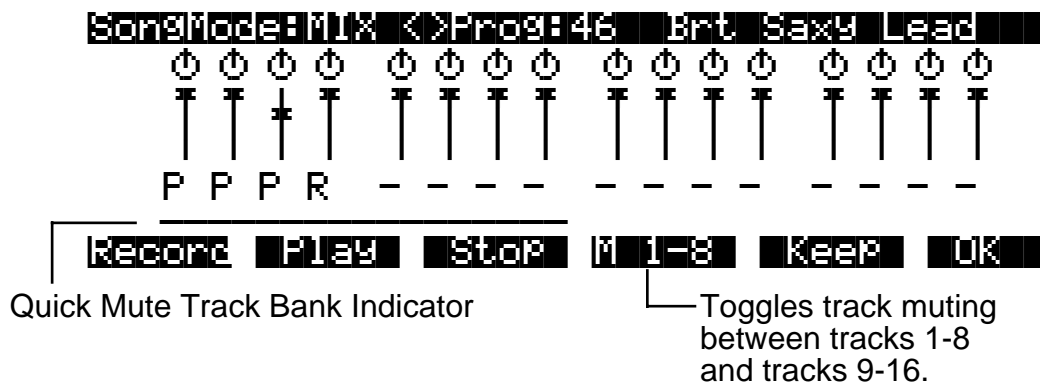 SongMode:MIX <>Prog:46 Brt Saxy Lead
P P P R - - - - - - - - - - - -
Record Play Stop M 1-8 Keep OK
Quick Mute Track Bank Indicator
Toggles track muting
between tracks 1-8
and tracks 9-16.